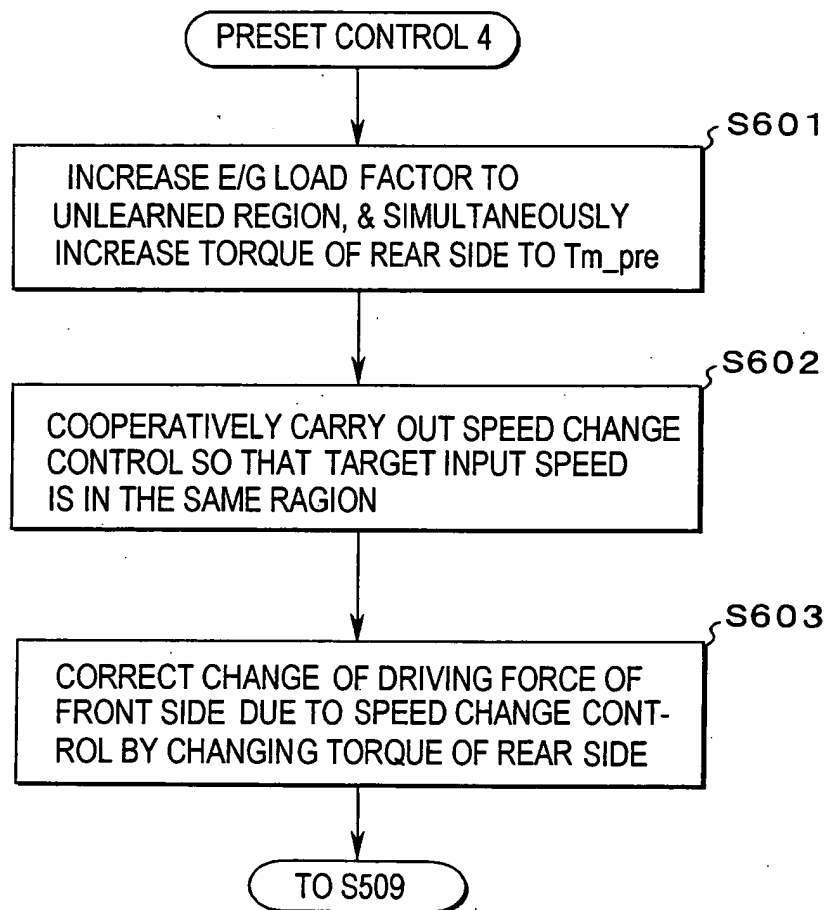 PRESET CONTROL 4
S601
INCREASE E/G LOAD FACTOR TO
UNLEARNED REGION, & SIMULTANEOUSLY
INCREASE TORQUE OF REAR SIDE TO Tm_pre
S602
COOPERATIVELY CARRY OUT SPEED CHANGE
CONTROL SO THAT TARGET INPUT SPEED
IS IN THE SAME RAGION
S603
CORRECT CHANGE OF DRIVING FORCE OF
FRONT SIDE DUE TO SPEED CHANGE CONT-
ROL BY CHANGING TORQUE OF REAR SIDE
TO S509